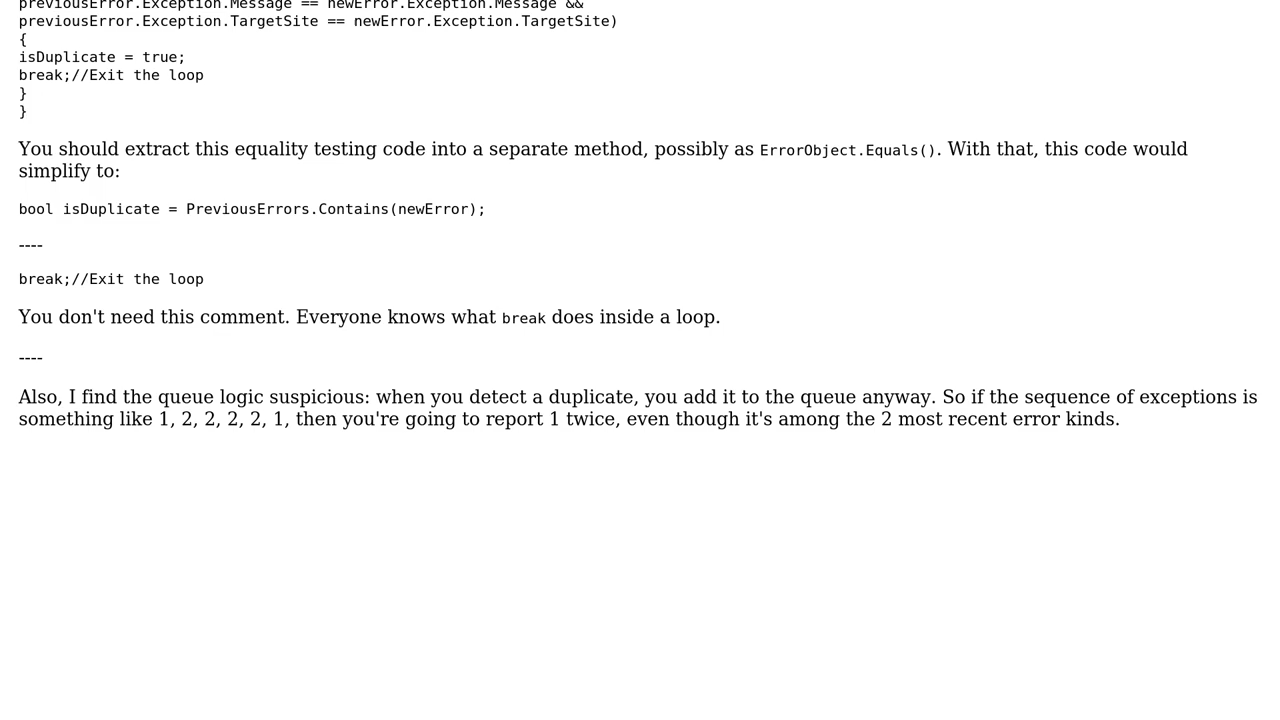 previousError.Exception.Message == newError.Exception.Message &&
previousError.Exception.TargetSite == newError.Exception.TargetSite)
{
isDuplicate = true;
break;//Exit the loop
}
}
You should extract this equality testing code into a separate method, possibly as ErrorObject.Equals(). With that, this code would
simplify to:
bool isDuplicate = PreviousErrors.Contains(newError);
----
break;//Exit the loop
You don't need this comment. Everyone knows what break does inside a loop.
----
Also, I find the queue logic suspicious: when you detect a duplicate, you add it to the queue anyway. So if the sequence of exceptions is
something like 1, 2, 2, 2, 2, 1, then you're going to report 1 twice, even though it's among the 2 most recent error kinds.